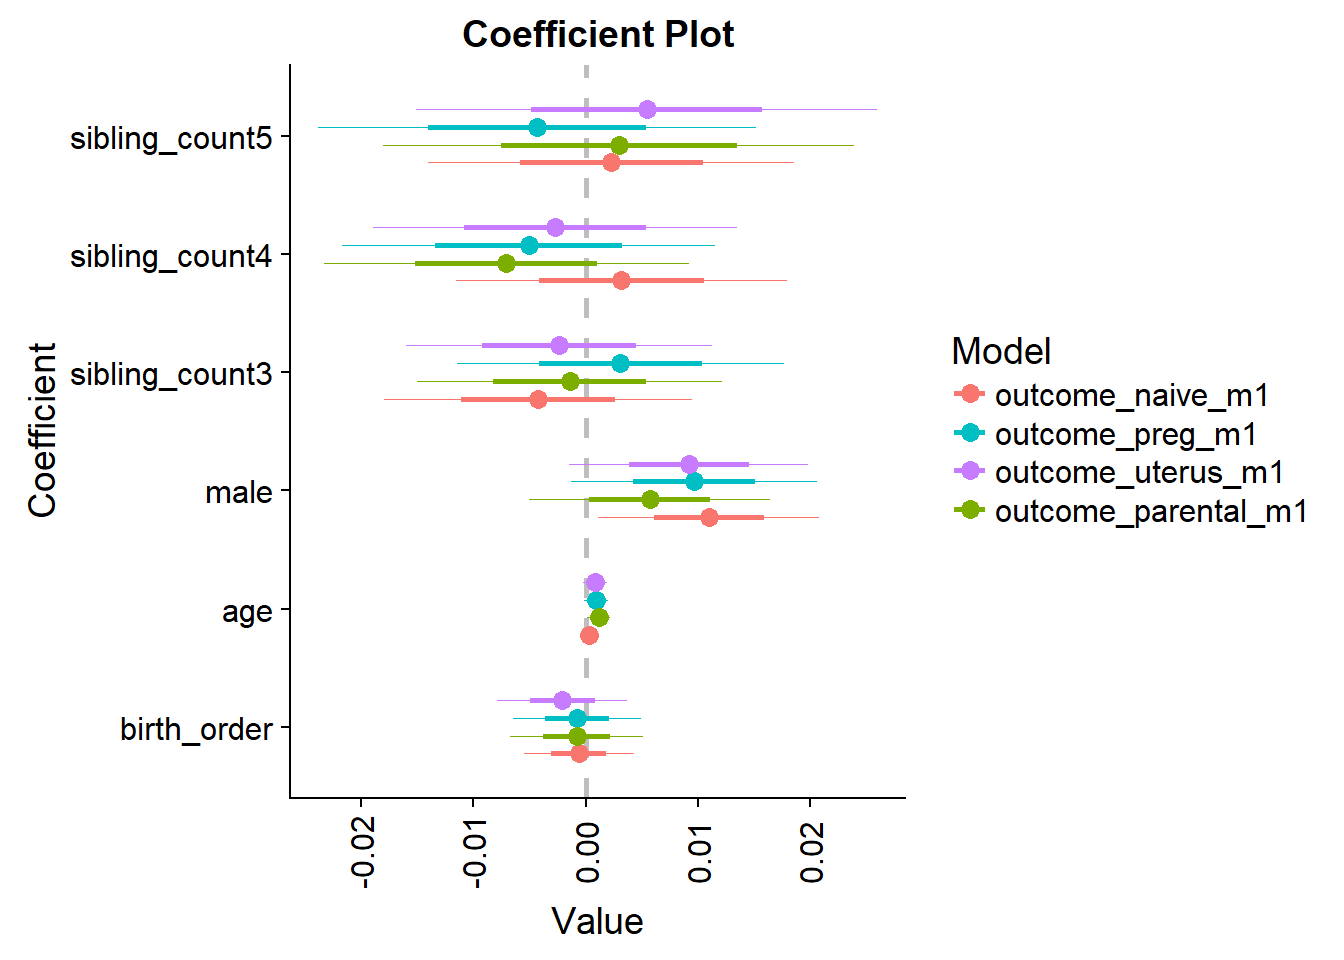 Coefficient Plot
Coefficient
sibling_count5
sibling_count4
sibling_count3
male
age
birth_order
-0.02
-0.01
0.00
0.01
0.02
Value
Model
outcome_naive_m1
outcome_preg_m1
outcome_uterus_m1
outcome_parental_m1